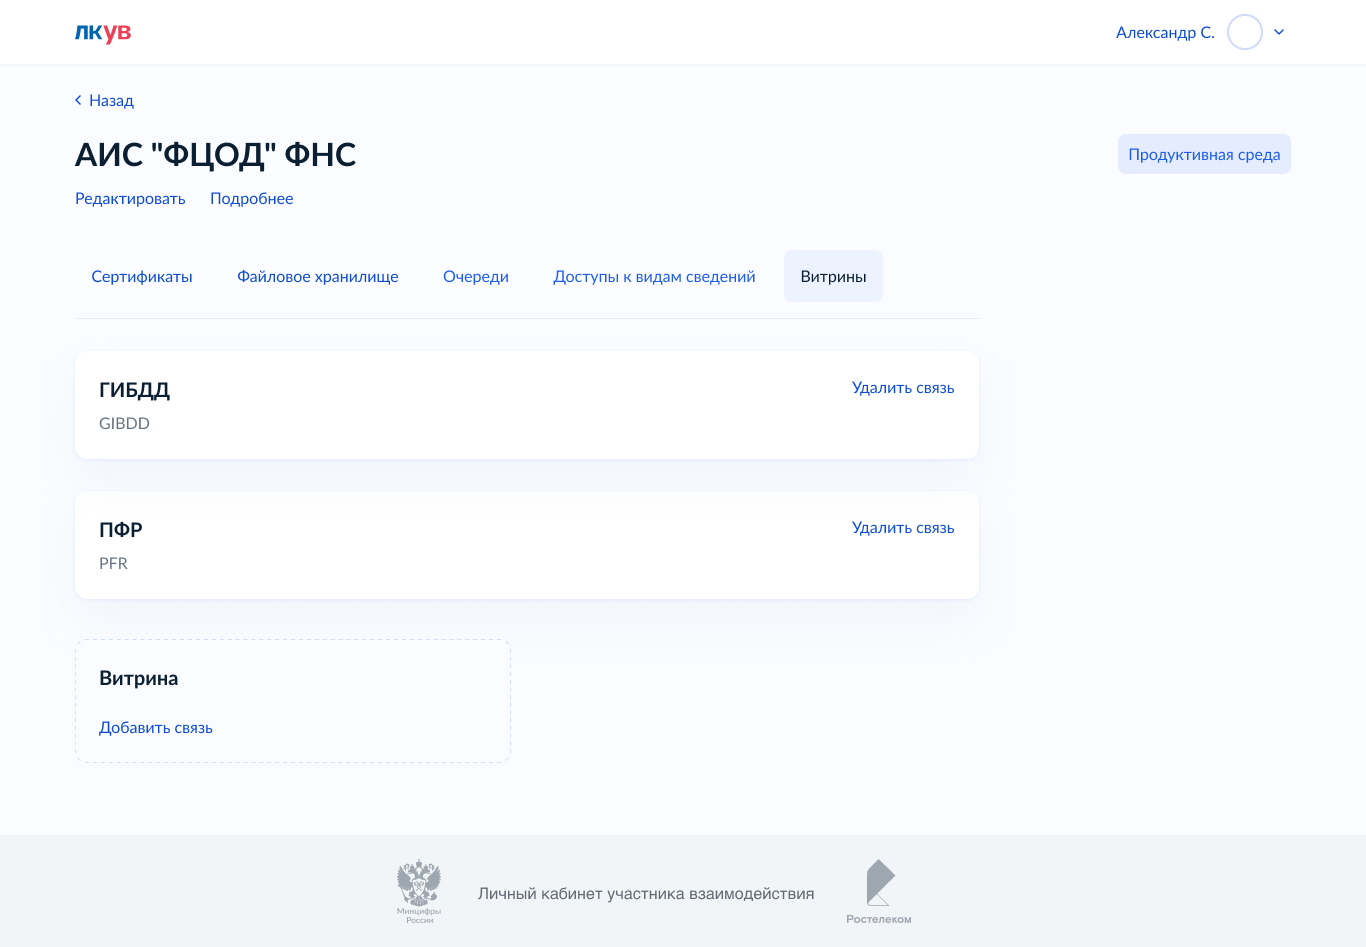 ЛКУВ
Александр С.
Назад
АИС "ФЦОД" ФНС
Продуктивная среда
Редактировать Подробнее
Сертификаты Файловое хранилище Очереди Доступы к видам сведений Витрины
ГИБДД
Удалить связь
GIBDD
ПФР
Удалить связь
PFR
Витрина
Добавить связь
Минцифры
России
Личный кабинет участника взаимодействия
Ростелеком